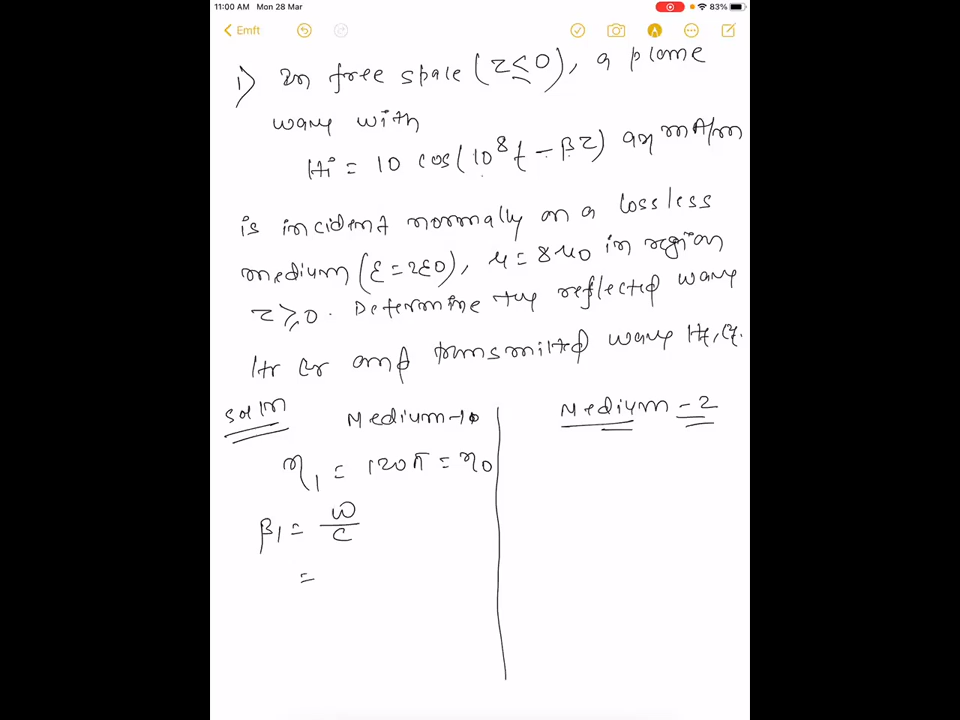 11:00 AM Mon 28 Mar 83%
Emft
1) In free space (z≤0), a plane
wave with
Hi = 10 cos(10⁸t - βz) ax mA/m
is incident normally on a lossless
medium (ε=2ε0), μ=8μ0 in region
z≥0. Determine the reflected wave
Hr Er and transmitted wave Ht, Et.
Soln Medium-1 Medium-2
η1 = 120π = η0
β1 = ω/c
=